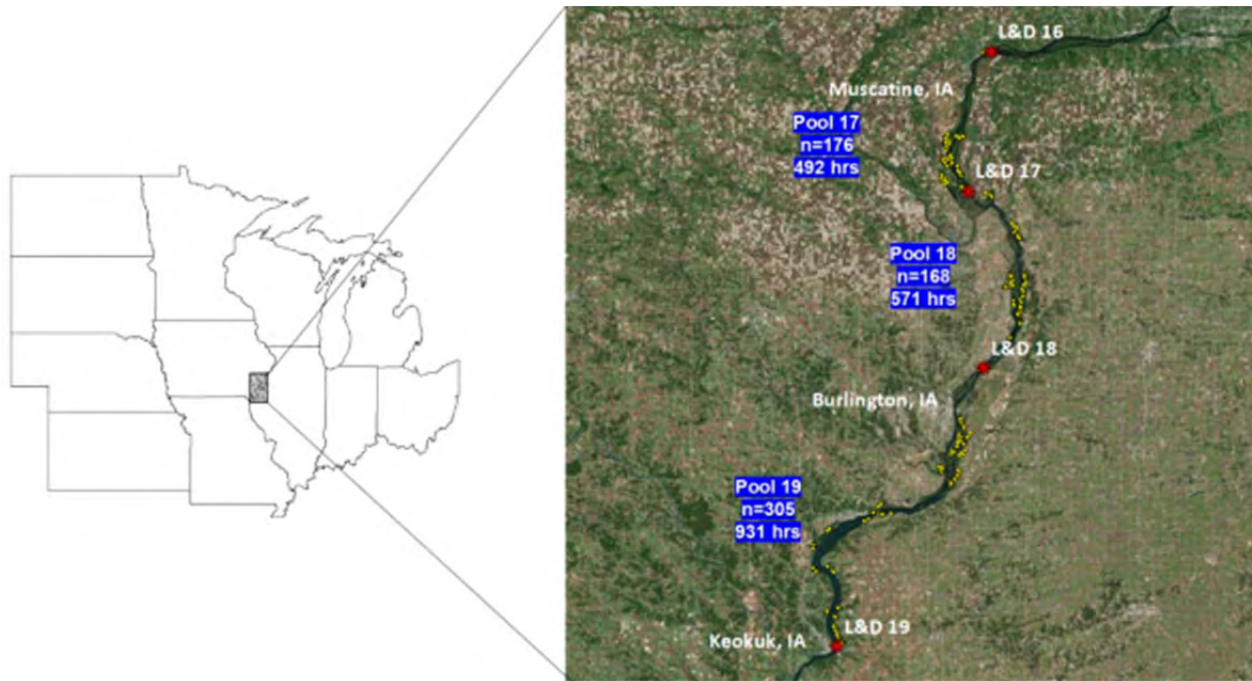 L&D 16
Muscatine, IA
Pool 17
n=176
492 hrs
L&D 17
Pool 18
n=168
571 hrs
L&D 18
Burlington, IA
Pool 19
n=305
931 hrs
L&D 19
Keokuk, IA